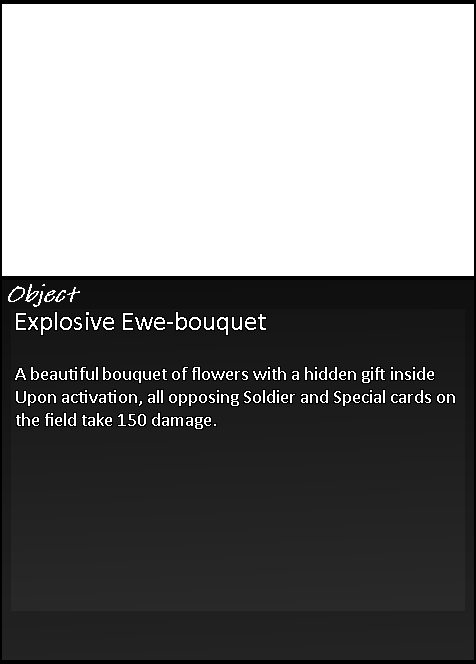 Object
Explosive Ewe-bouquet
A beautiful bouquet of flowers with a hidden gift inside
Upon activation, all opposing Soldier and Special cards on
the field take 150 damage.